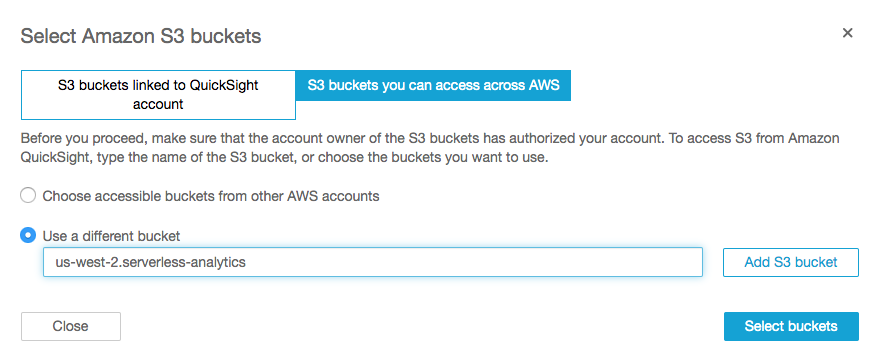 Select Amazon S3 buckets
S3 buckets linked to QuickSight
account
S3 buckets you can access across AWS
Before you proceed, make sure that the account owner of the S3 buckets has authorized your account. To access S3 from Amazon
QuickSight, type the name of the S3 bucket, or choose the buckets you want to use.
Choose accessible buckets from other AWS accounts
Use a different bucket
us-west-2.serverless-analytics
Add S3 bucket
Close
Select buckets